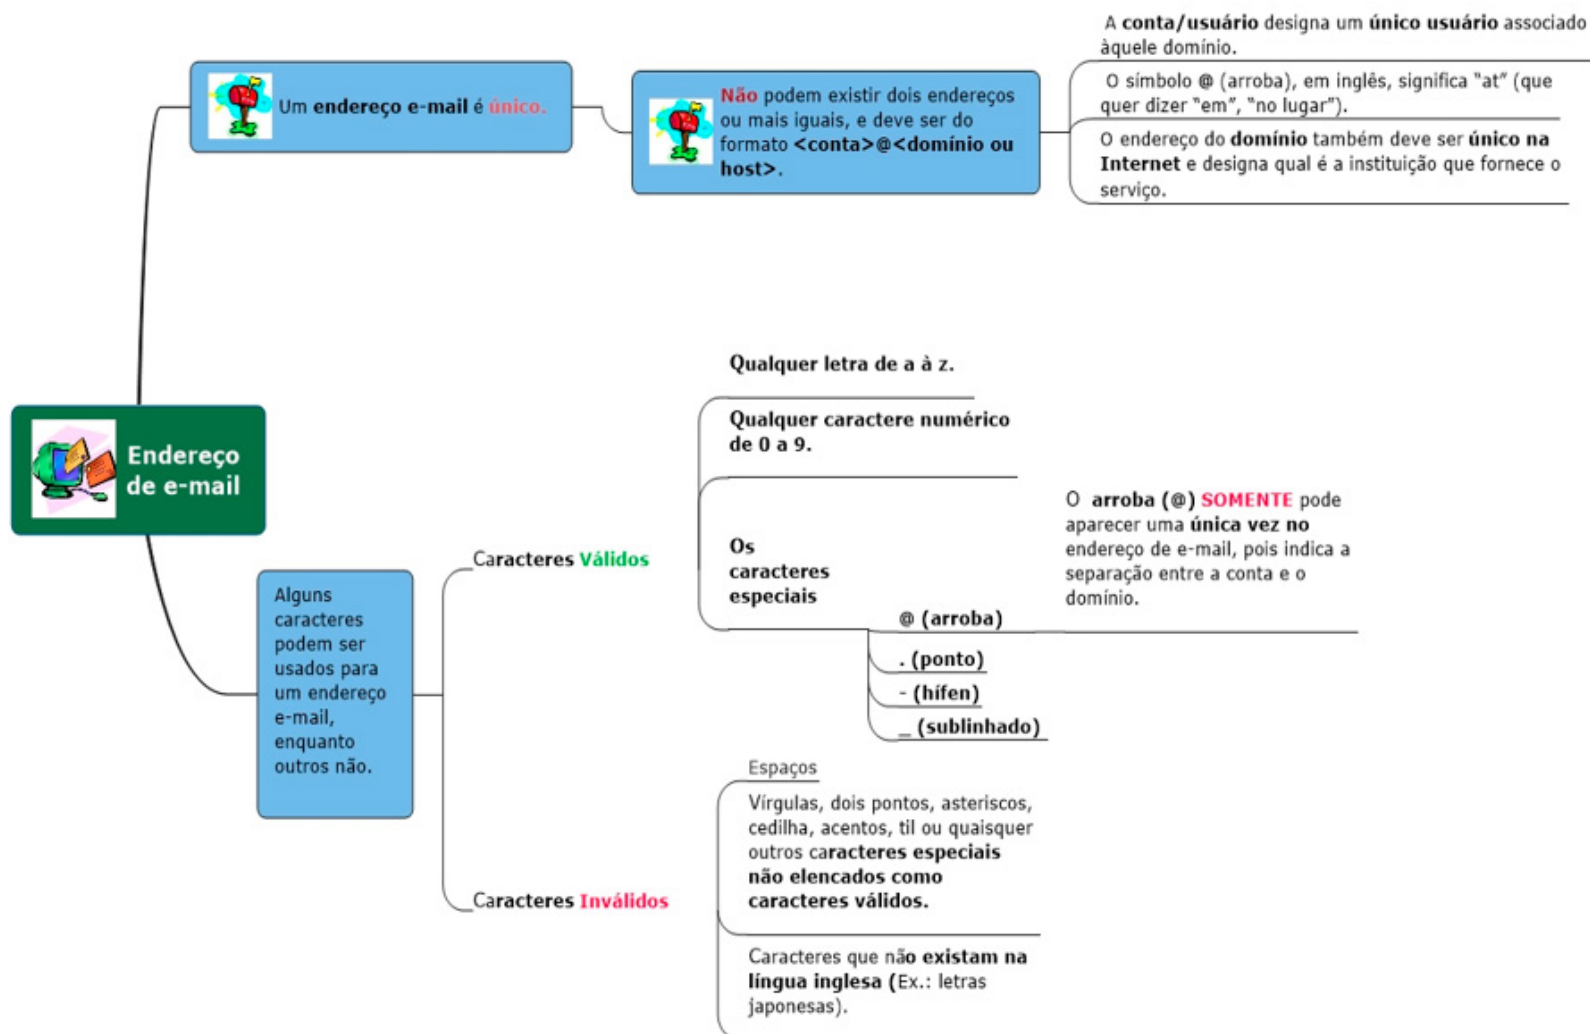 A conta/usuário designa um único usuário associado
àquele domínio.
Um endereço e-mail é único.
Não podem existir dois endereços
ou mais iguais, e deve ser do
formato <conta>@<domínio ou
host>.
O símbolo @ (arroba), em inglês, significa “at” (que
quer dizer “em”, “no lugar”).
O endereço do domínio também deve ser único na
Internet e designa qual é a instituição que fornece o
serviço.
Endereço
de e-mail
Alguns
caracteres
podem ser
usados para
um endereço
e-mail,
enquanto
outros não.
Caracteres Válidos
Qualquer letra de a à z.
Qualquer caractere numérico
de 0 a 9.
Os
caracteres
especiais
@ (arroba)
O arroba (@) SOMENTE pode
aparecer uma única vez no
endereço de e-mail, pois indica a
separação entre a conta e o
domínio.
. (ponto)
- (hífen)
_ (sublinhado)
Caracteres Inválidos
Espaços
Vírgulas, dois pontos, asteriscos,
cedilha, acentos, til ou quaisquer
outros caracteres especiais
não elencados como
caracteres válidos.
Caracteres que não existam na
língua inglesa (Ex.: letras
japonesas).